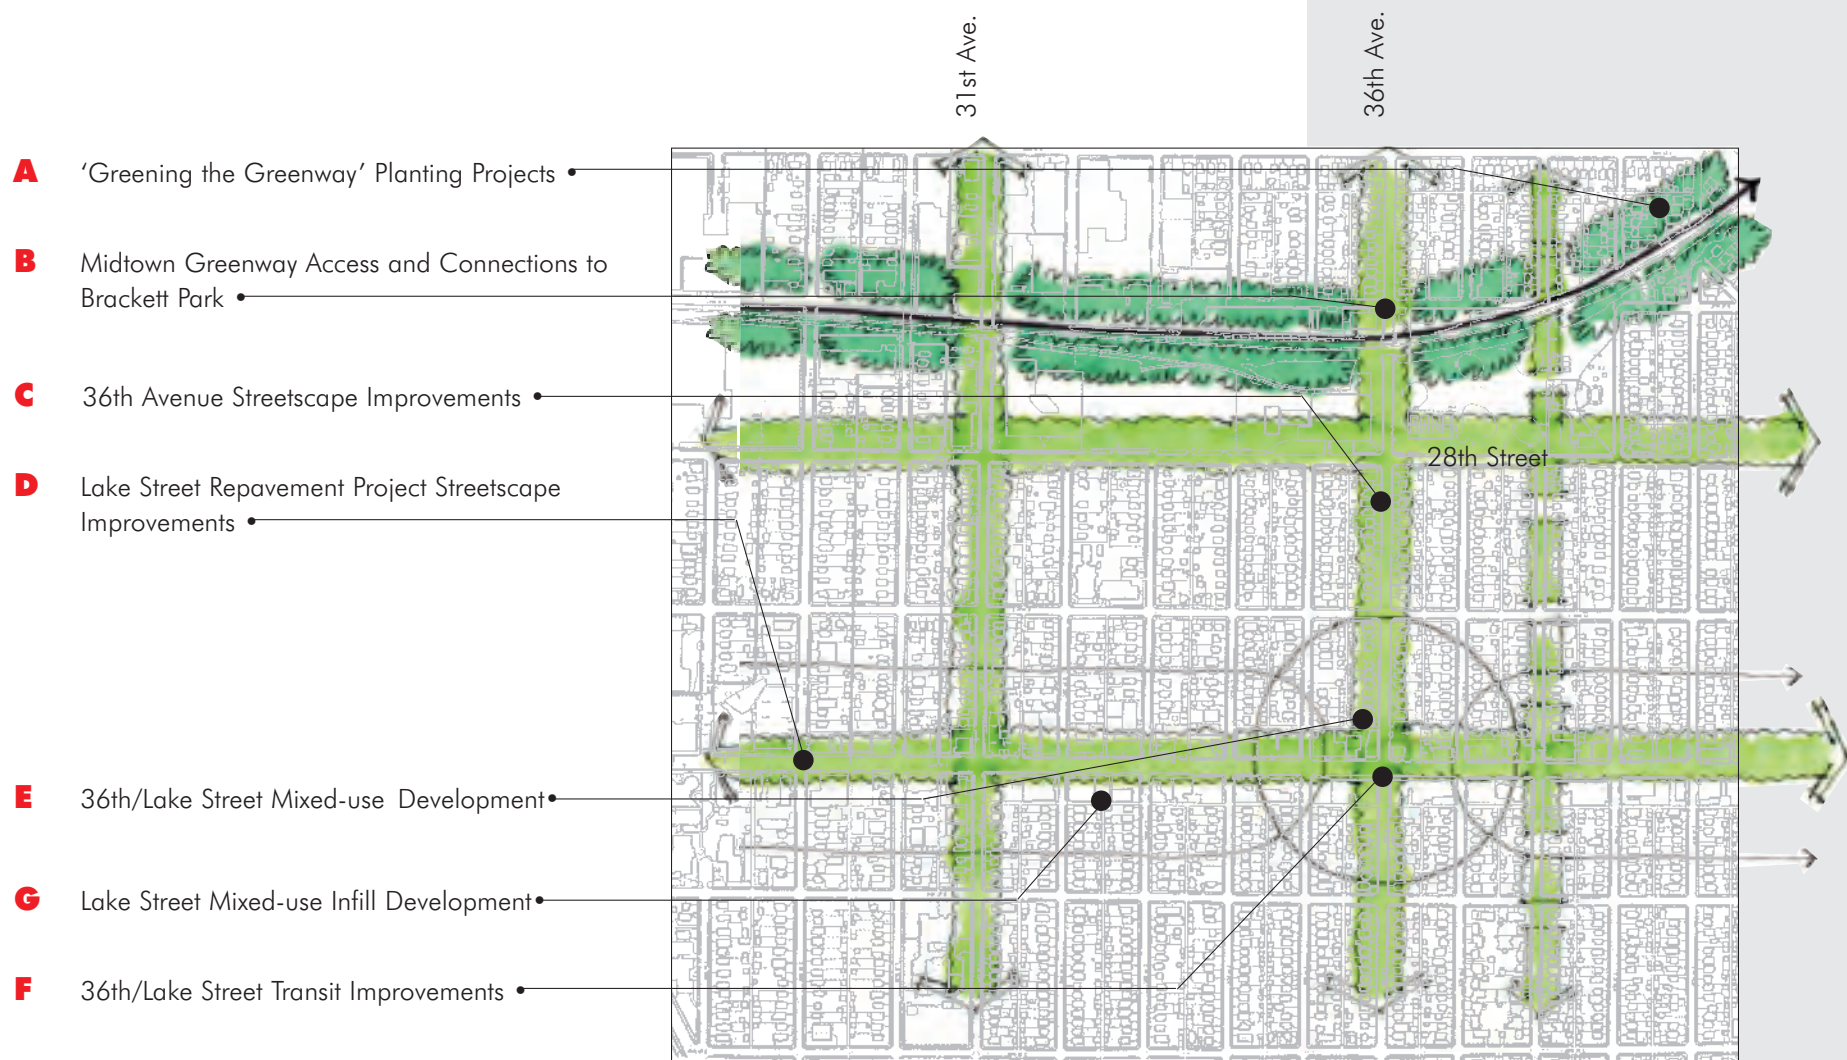 31st Ave.
36th Ave.
A 'Greening the Greenway' Planting Projects
B Midtown Greenway Access and Connections to
Brackett Park
C 36th Avenue Streetscape Improvements
28th Street
D Lake Street Repavement Project Streetscape
Improvements
E 36th/Lake Street Mixed-use Development
G Lake Street Mixed-use Infill Development
F 36th/Lake Street Transit Improvements